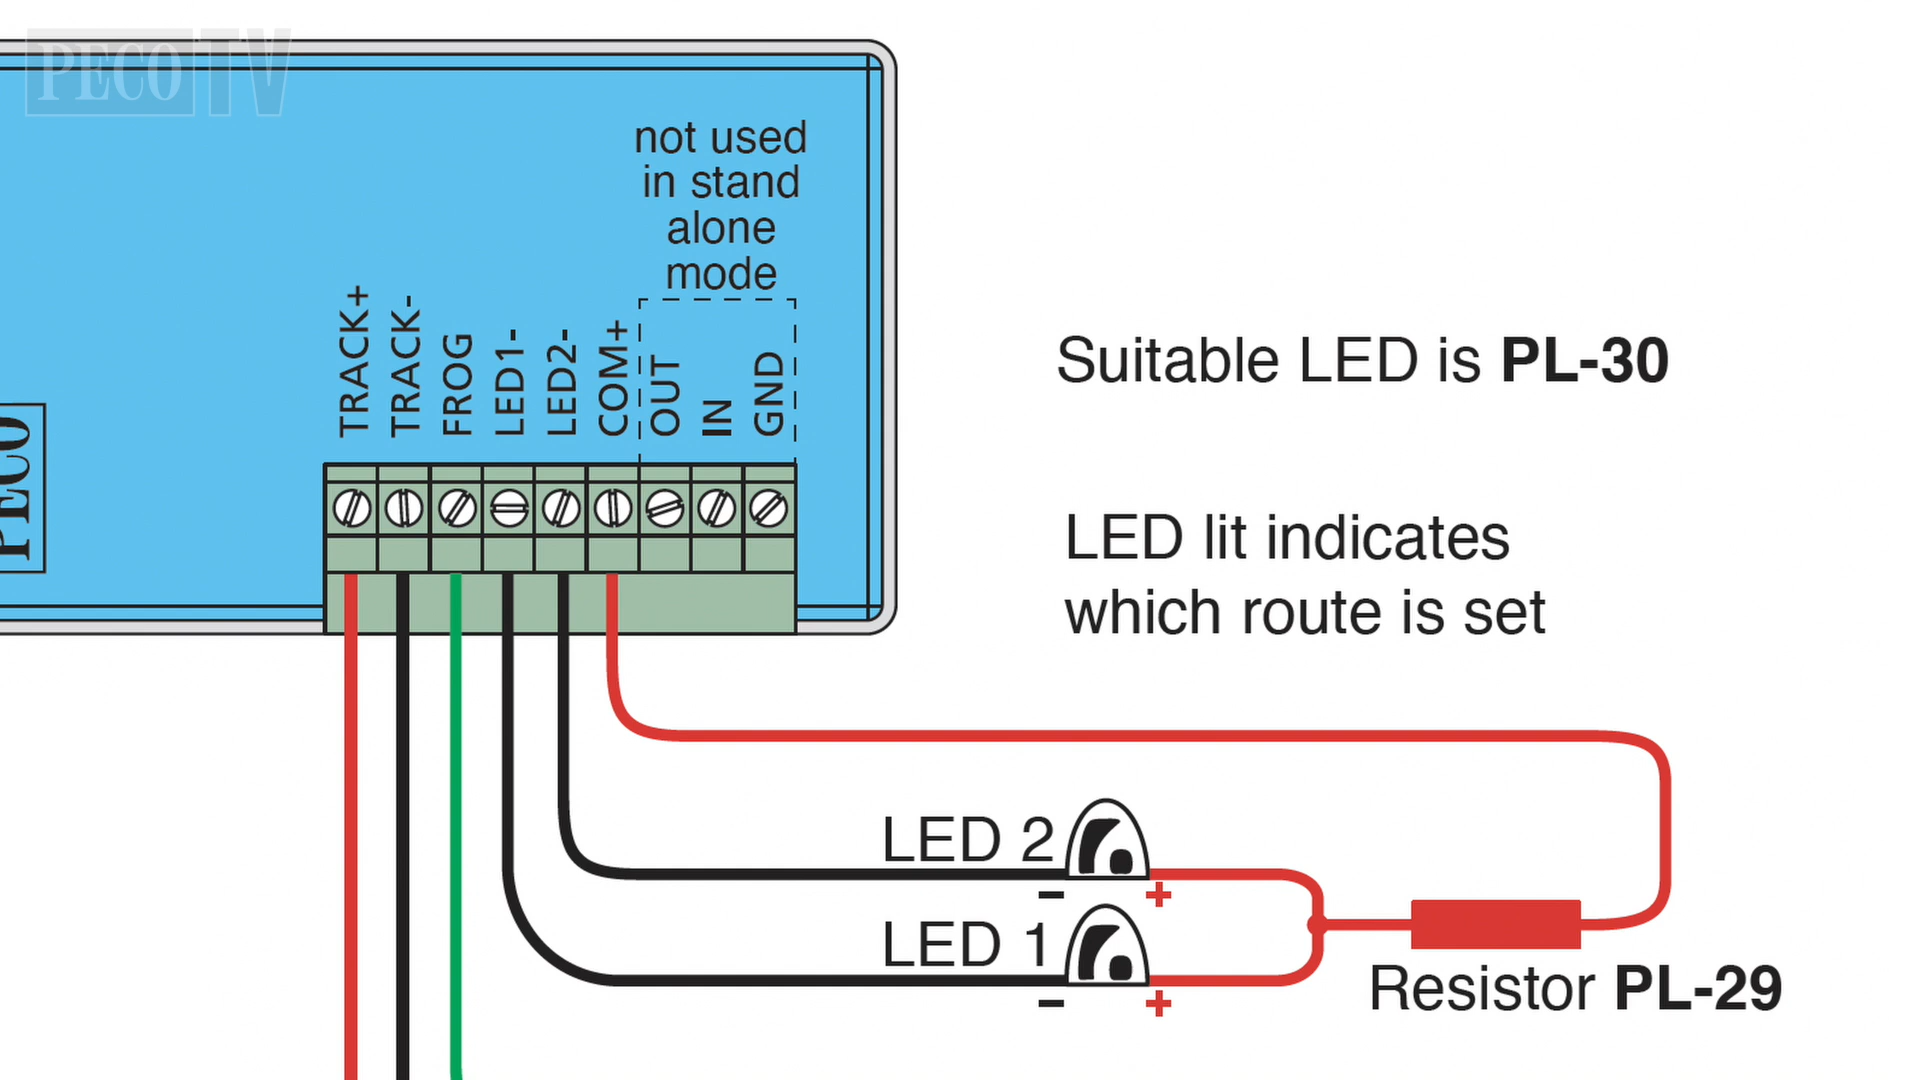 PECO TV
not used
in stand
alone
mode
TRACK+
TRACK-
FROG
LED1-
LED2-
COM+
OUT
IN
GND
PECO
Suitable LED is PL-30
LED lit indicates
which route is set
LED 2
- +
LED 1
- +
Resistor PL-29